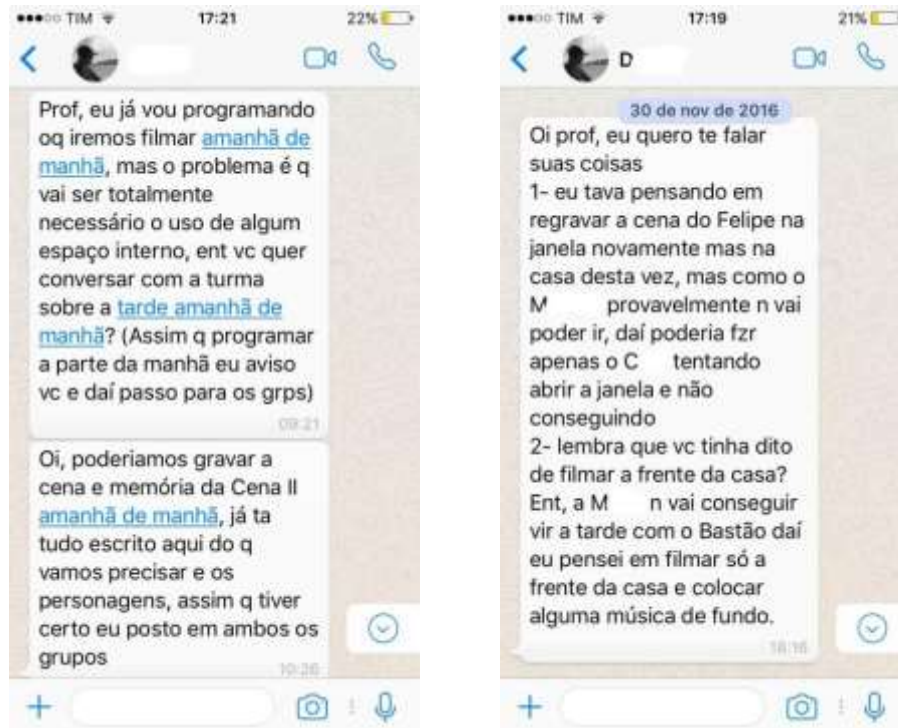 TIM
17:21
22%
Prof, eu já vou programando
oq iremos filmar amanhã de
manhã, mas o problema é q
vai ser totalmente
necessário o uso de algum
espaço interno, ent vc quer
conversar com a turma
sobre a tarde amanhã de
manhã? (Assim q programar
a parte da manhã eu aviso
vc e daí passo para os grps)
09:21
Oi, poderiamos gravar a
cena e memória da Cena II
amanhã de manhã, já ta
tudo escrito aqui do q
vamos precisar e os
personagens, assim q tiver
certo eu posto em ambos os
grupos
10:26
TIM
17:19
21%
D
30 de nov de 2016
Oi prof, eu quero te falar
suas coisas
1- eu tava pensando em
regravar a cena do Felipe na
janela novamente mas na
casa desta vez, mas como o
M provavelmente n vai
poder ir, daí poderia fzr
apenas o C tentando
abrir a janela e não
conseguindo
2- lembra que vc tinha dito
de filmar a frente da casa?
Ent, a M n vai conseguir
vir a tarde com o Bastão daí
eu pensei em filmar só a
frente da casa e colocar
alguma música de fundo.
16:16